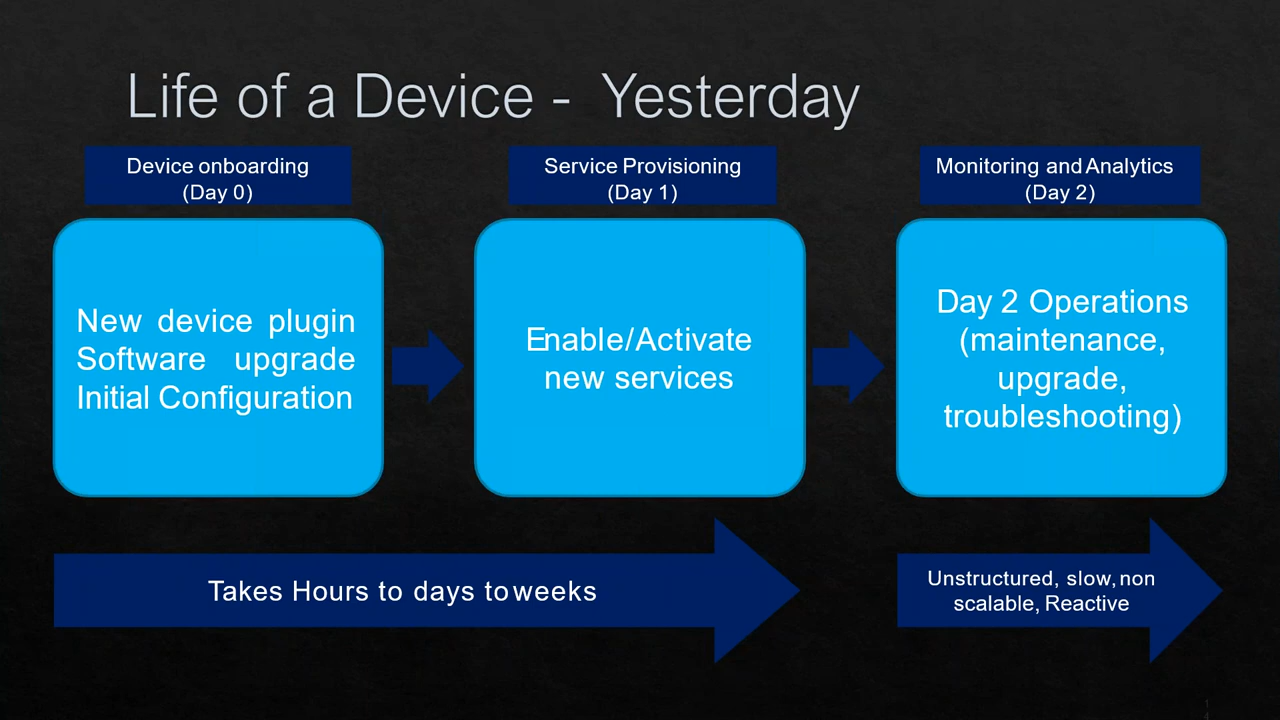 Life of a Device - Yesterday
Device onboarding
(Day 0)
Service Provisioning
(Day 1)
Monitoring and Analytics
(Day 2)
New device plugin
Software upgrade
Initial Configuration
Enable/Activate
new services
Day 2 Operations
(maintenance,
upgrade,
troubleshooting)
Takes Hours to days to weeks
Unstructured, slow, non
scalable, Reactive